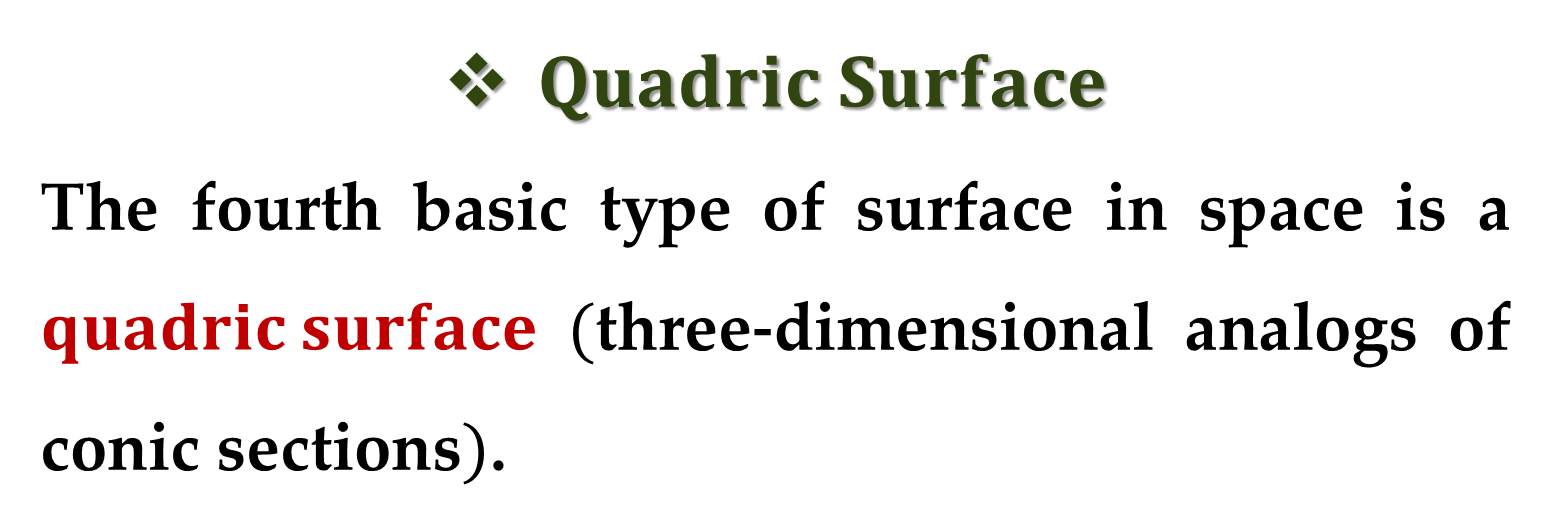 ❖ Quadric Surface
The fourth basic type of surface in space is a
quadric surface (three-dimensional analogs of
conic sections).